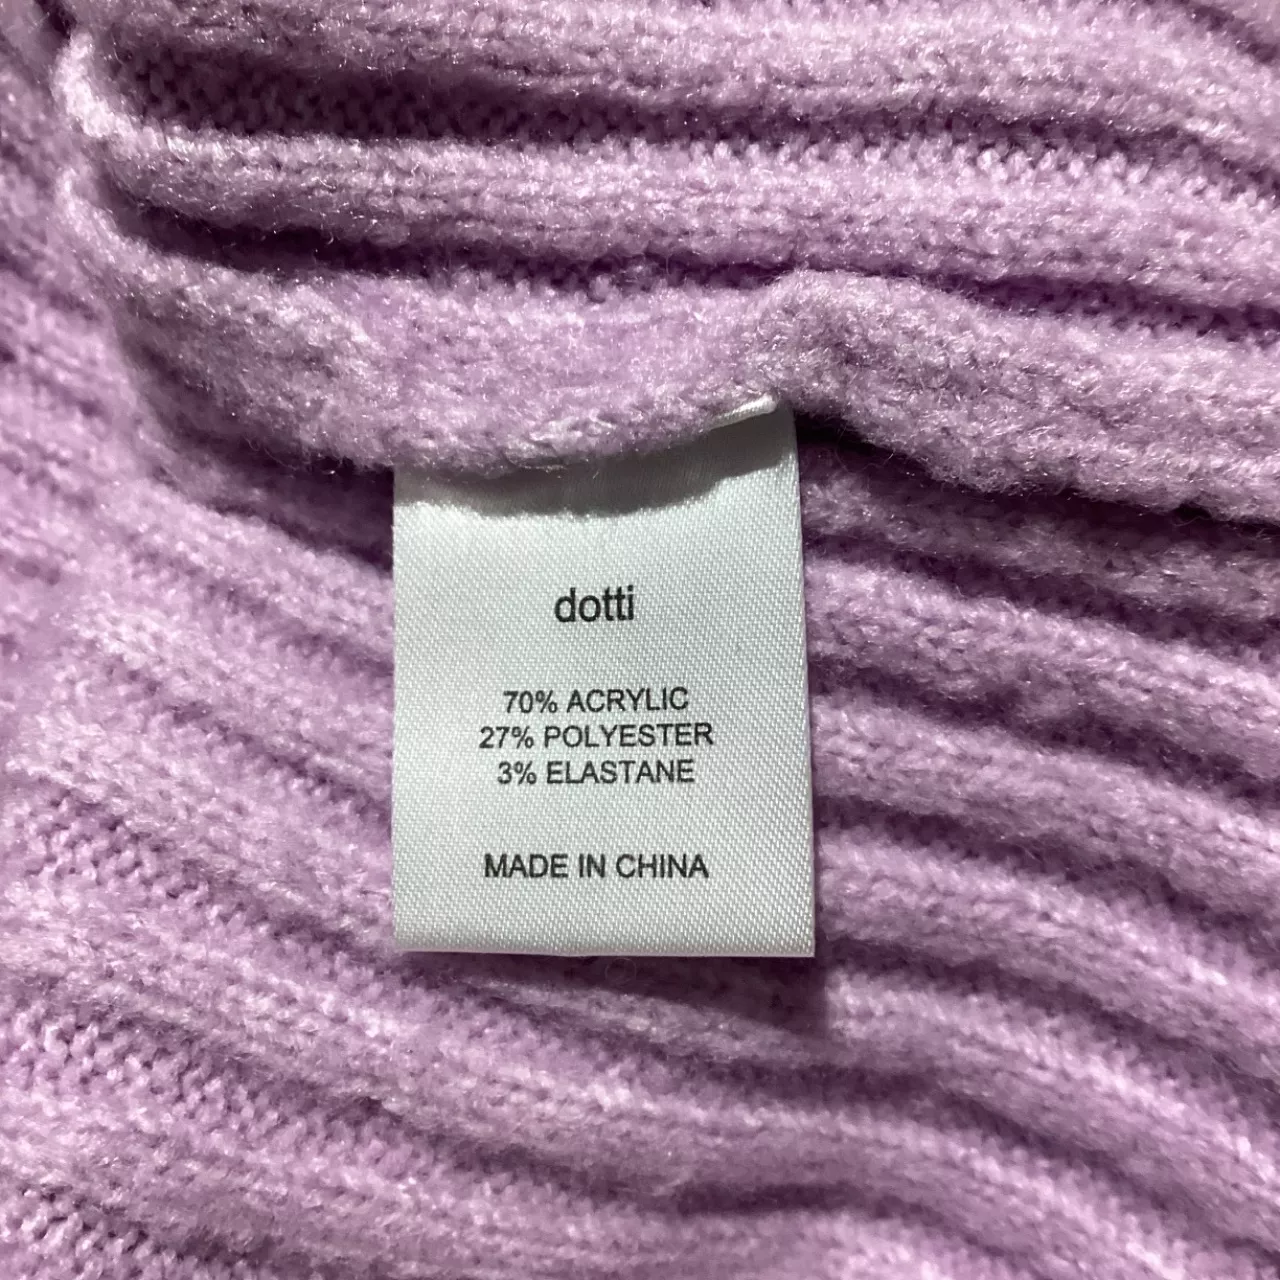 dotti
70% ACRYLIC
27% POLYESTER
3% ELASTANE
MADE IN CHINA